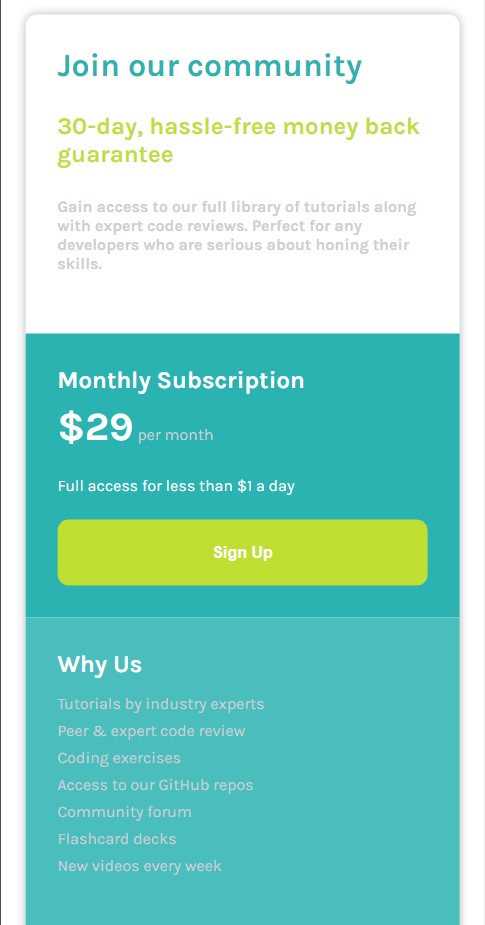 Join our community
30-day, hassle-free money back
guarantee
Gain access to our full library of tutorials along
with expert code reviews. Perfect for any
developers who are serious about honing their
skills.
Monthly Subscription
$29 per month
Full access for less than $1 a day
Sign Up
Why Us
Tutorials by industry experts
Peer & expert code review
Coding exercises
Access to our GitHub repos
Community forum
Flashcard decks
New videos every week